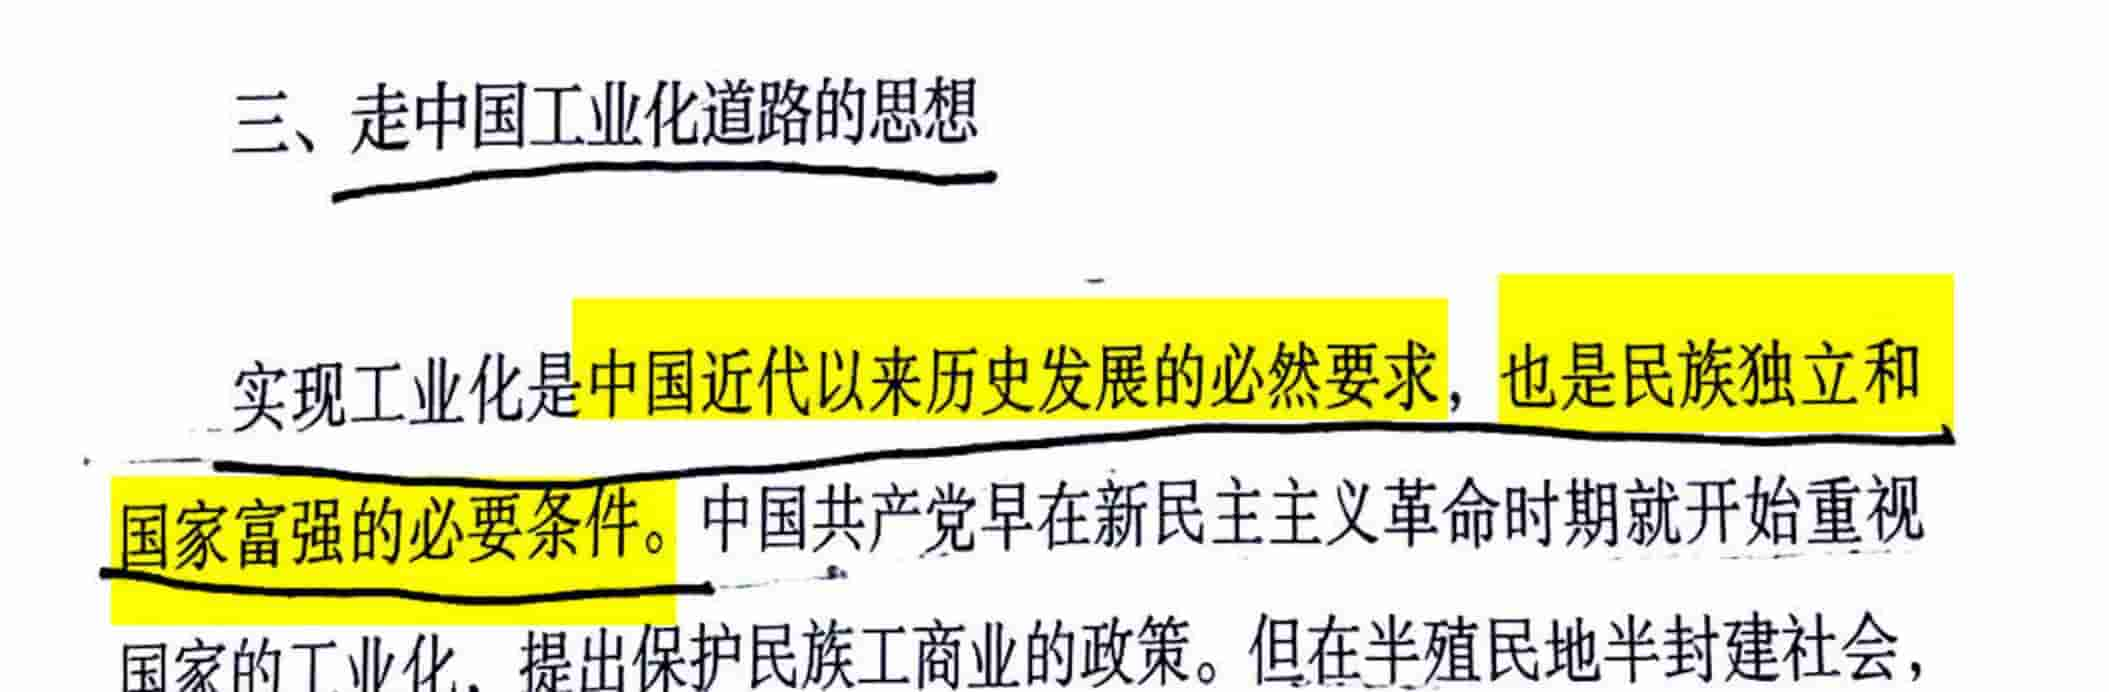 三、走中国工业化道路的思想
实现工业化是中国近代以来历史发展的必然要求，也是民族独立和
国家富强的必要条件。中国共产党早在新民主主义革命时期就开始重视
国家的工业化，提出保护民族工商业的政策。但在半殖民地半封建社会，